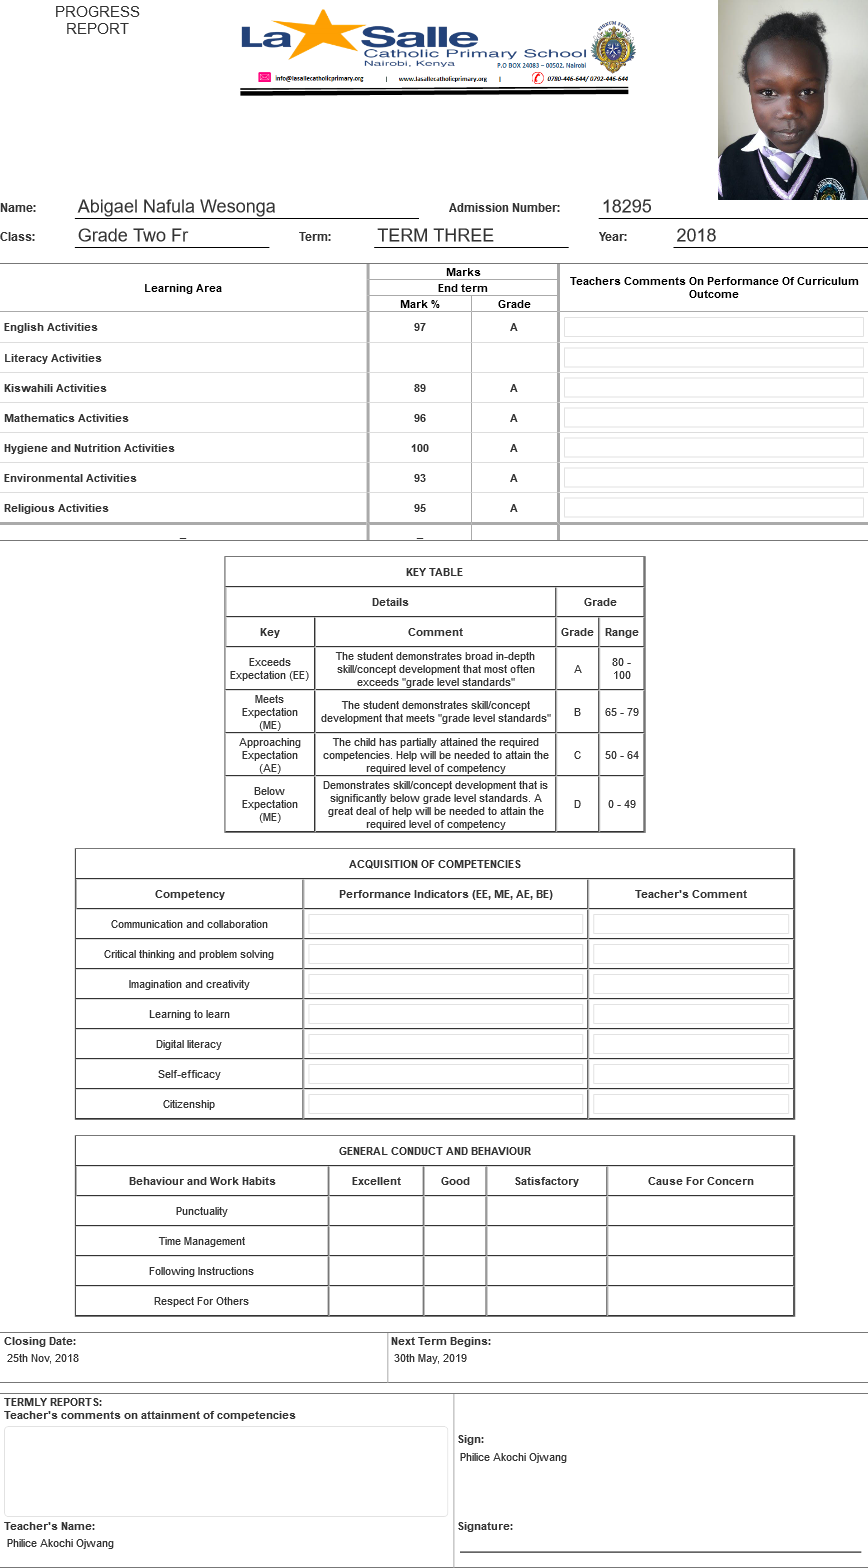 PROGRESS
REPORT
La Salle
Catholic Primary School
Nairobi, Kenya
P.O BOX 24083 – 00502. Nairobi
info@lasallecatholicprimary.org | www.lasallecatholicprimary.org | 0780-446-644/ 0792-446-644
Name: Abigael Nafula Wesonga Admission Number: 18295
Class: Grade Two Fr Term: TERM THREE Year: 2018
Learning Area Marks Teachers Comments On Performance Of Curriculum Outcome
End term
Mark % Grade
English Activities 97 A
Literacy Activities
Kiswahili Activities 89 A
Mathematics Activities 96 A
Hygiene and Nutrition Activities 100 A
Environmental Activities 93 A
Religious Activities 95 A
_ _
KEY TABLE
Details Grade
Key Comment Grade Range
Exceeds Expectation (EE) The student demonstrates broad in-depth skill/concept development that most often exceeds "grade level standards" A 80 - 100
Meets Expectation (ME) The student demonstrates skill/concept development that meets "grade level standards" B 65 - 79
Approaching Expectation (AE) The child has partially attained the required competencies. Help will be needed to attain the required level of competency C 50 - 64
Below Expectation (ME) Demonstrates skill/concept development that is significantly below grade level standards. A great deal of help will be needed to attain the required level of competency D 0 - 49
ACQUISITION OF COMPETENCIES
Competency Performance Indicators (EE, ME, AE, BE) Teacher's Comment
Communication and collaboration
Critical thinking and problem solving
Imagination and creativity
Learning to learn
Digital literacy
Self-efficacy
Citizenship
GENERAL CONDUCT AND BEHAVIOUR
Behaviour and Work Habits Excellent Good Satisfactory Cause For Concern
Punctuality
Time Management
Following Instructions
Respect For Others
Closing Date: Next Term Begins:
25th Nov, 2018 30th May, 2019
TERMLY REPORTS:
Teacher's comments on attainment of competencies
Sign:
Philice Akochi Ojwang
Teacher's Name: Signature:
Philice Akochi Ojwang